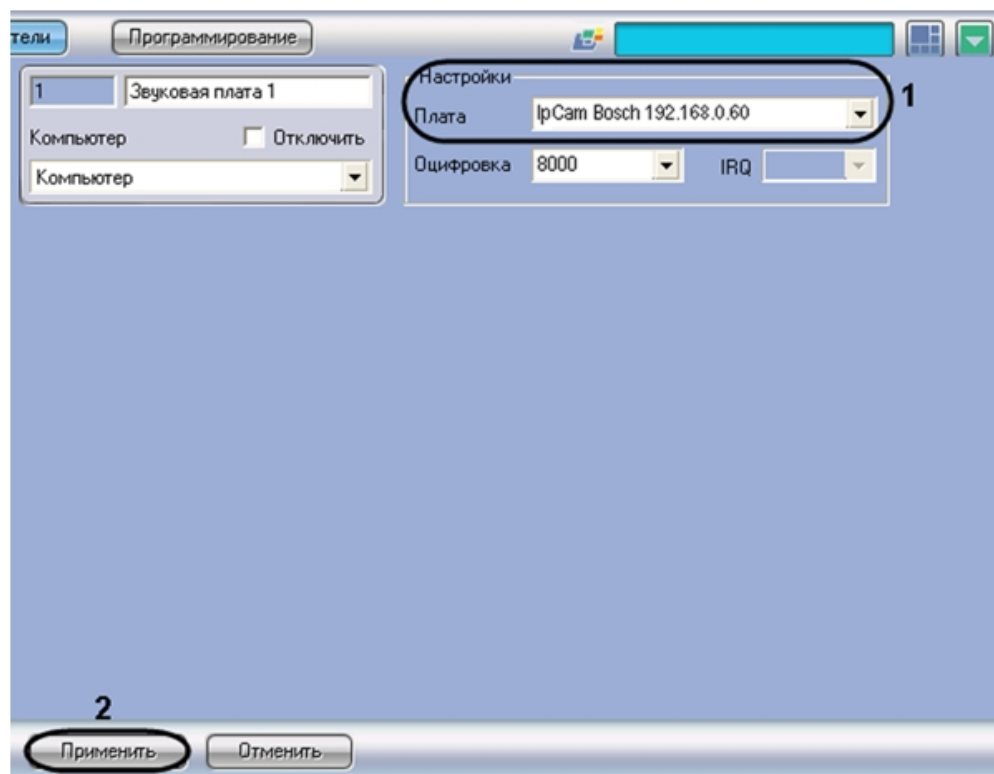 тели Программирование
1 Звуковая плата 1
Компьютер Отключить
Компьютер
Настройки
Плата IpCam Bosch 192.168.0.60
1
Оцифровка 8000 IRQ
2
Применить Отменить